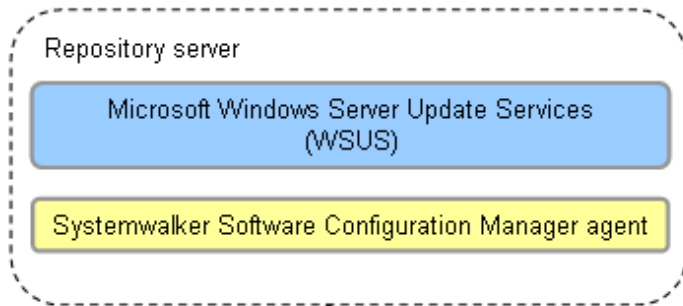 Repository server
Microsoft Windows Server Update Services
(WSUS)
Systemwalker Software Configuration Manager agent